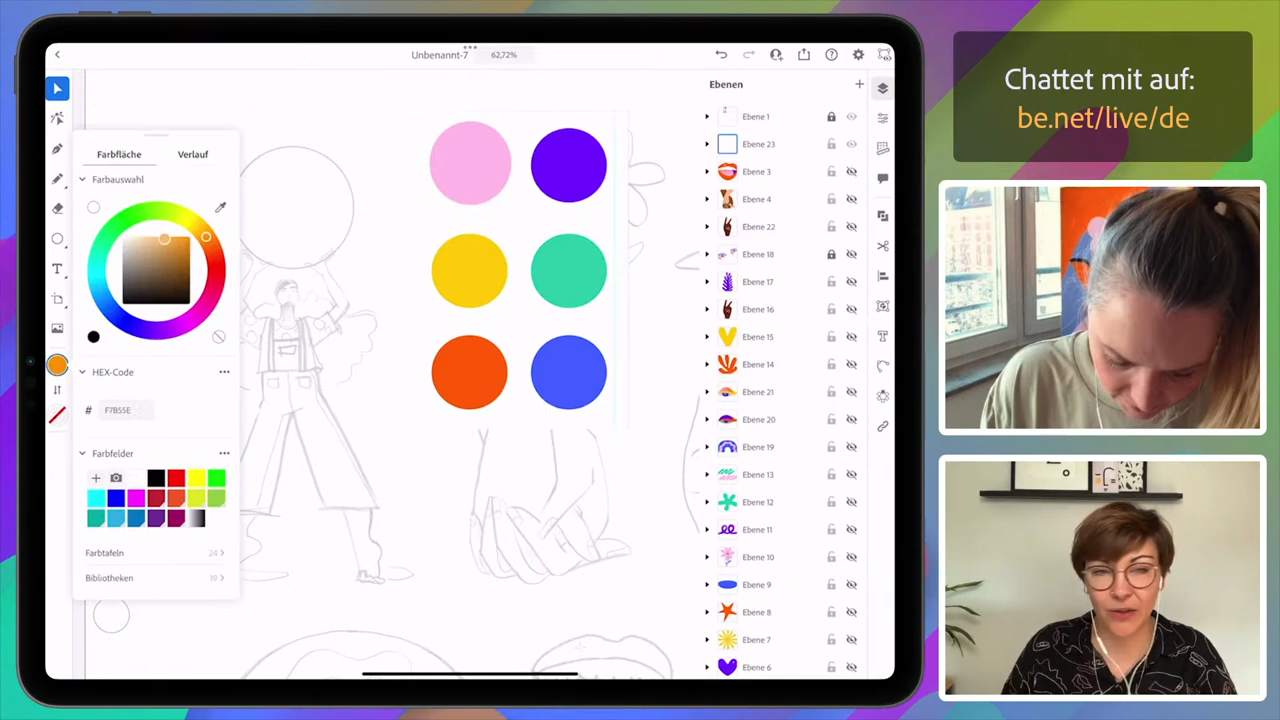 Unbenannt-7
62,72%
Farbfläche
Verlauf
Farbauswahl
HEX-Code
# F7B55E
Farbfelder
Farbtafeln 24
Bibliotheken 19
Ebenen
Ebene 1
Ebene 23
Ebene 3
Ebene 4
Ebene 22
Ebene 18
Ebene 17
Ebene 16
Ebene 15
Ebene 14
Ebene 21
Ebene 20
Ebene 19
Ebene 13
Ebene 12
Ebene 11
Ebene 10
Ebene 9
Ebene 8
Ebene 7
Ebene 6
Chattet mit auf:
be.net/live/de